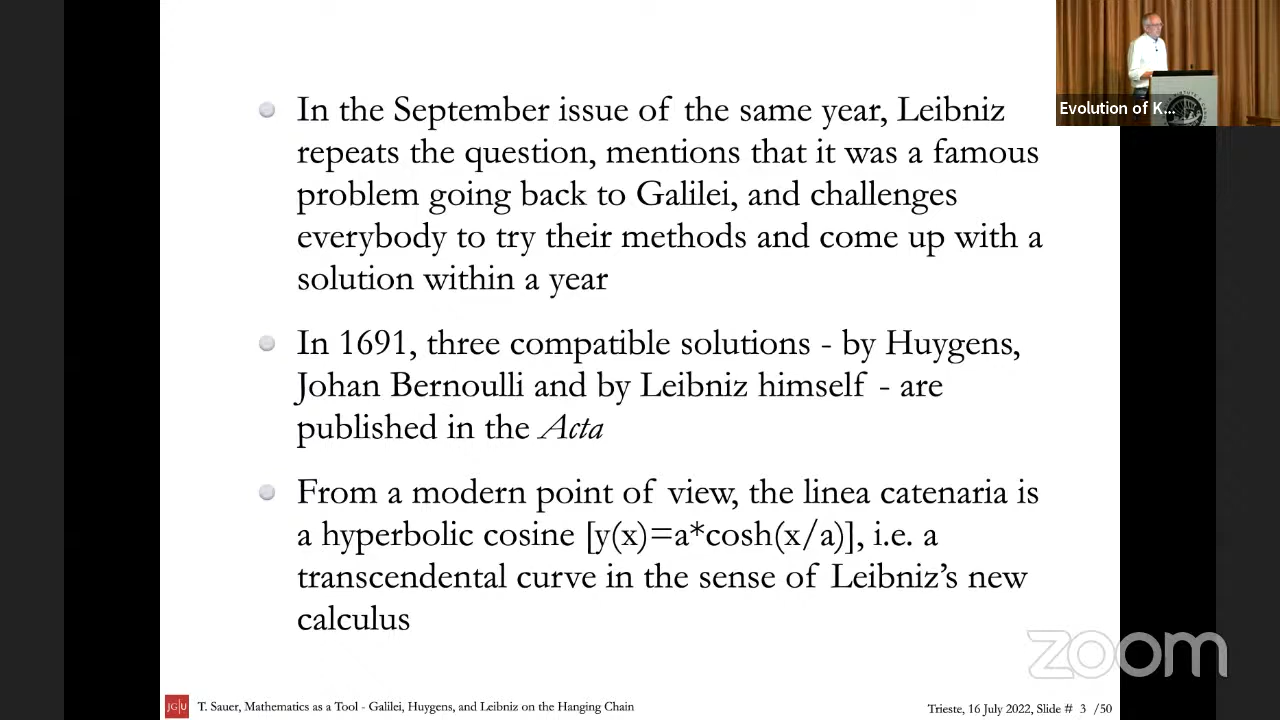 In the September issue of the same year, Leibniz
repeats the question, mentions that it was a famous
problem going back to Galilei, and challenges
everybody to try their methods and come up with a
solution within a year
In 1691, three compatible solutions - by Huygens,
Johan Bernoulli and by Leibniz himself - are
published in the Acta
From a modern point of view, the linea catenaria is
a hyperbolic cosine [y(x)=a*cosh(x/a)], i.e. a
transcendental curve in the sense of Leibniz’s new
calculus
Evolution of K...
zoom
JG|U
T. Sauer, Mathematics as a Tool - Galilei, Huygens, and Leibniz on the Hanging Chain
Trieste, 16 July 2022, Slide # 3 /50